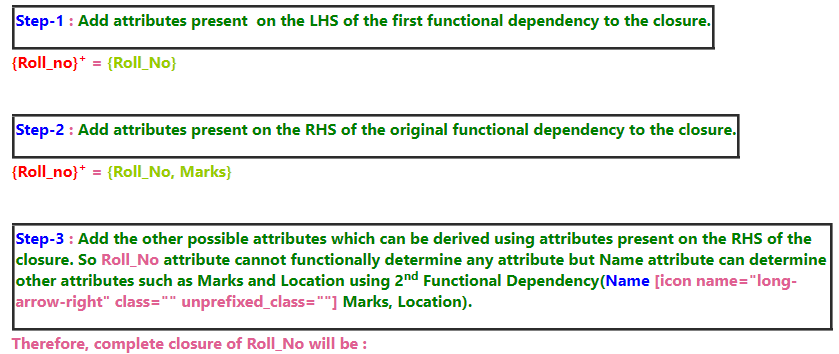 Step-1 : Add attributes present on the LHS of the first functional dependency to the closure.
{Roll_no}⁺ = {Roll_No}
Step-2 : Add attributes present on the RHS of the original functional dependency to the closure.
{Roll_no}⁺ = {Roll_No, Marks}
Step-3 : Add the other possible attributes which can be derived using attributes present on the RHS of the
closure. So Roll_No attribute cannot functionally determine any attribute but Name attribute can determine
other attributes such as Marks and Location using 2ⁿᵈ Functional Dependency(Name [icon name="long-
arrow-right" class="" unprefixed_class=""] Marks, Location).
Therefore, complete closure of Roll_No will be :